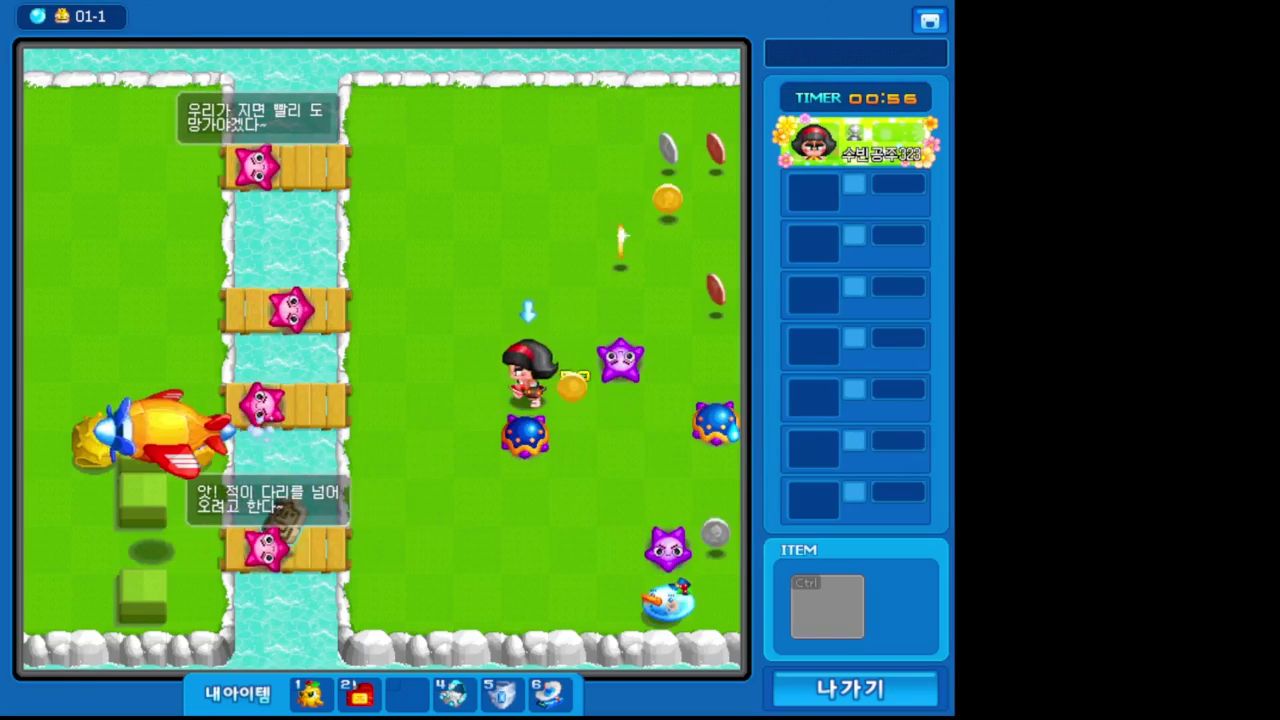 01-1
우리가 지면 빨리 도
망가야겠다~
TIMER 00:56
수빈공주323
앗! 적이 다리를 넘어
오려고 한다~
ITEM
Ctrl
내 아이템
1
2
4
5
6
나가기